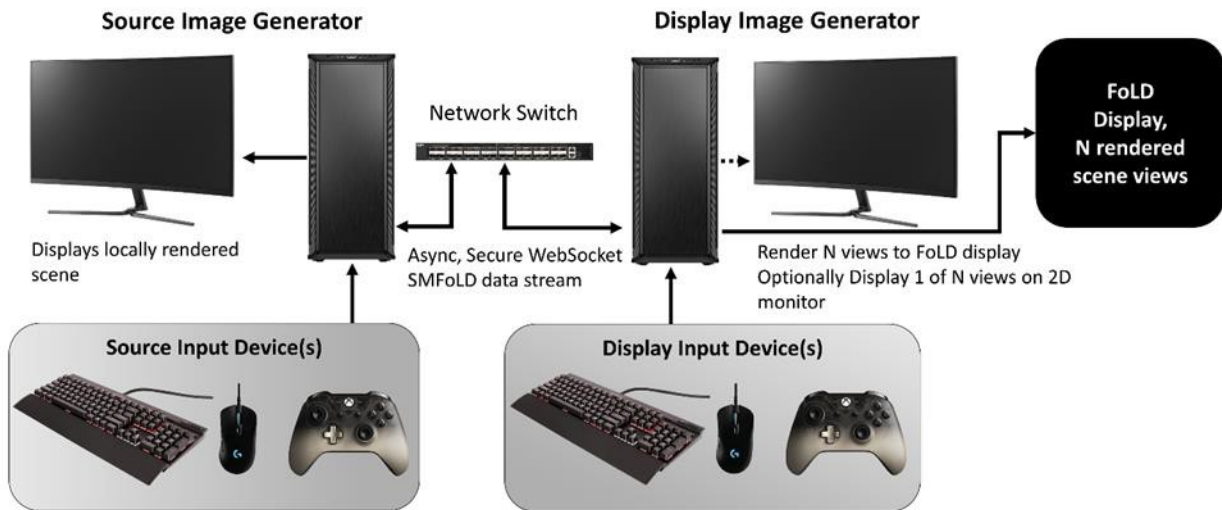 Source Image Generator
Display Image Generator
Network Switch
FoLD
Display,
N rendered
scene views
Displays locally rendered
scene
Async, Secure WebSocket
SMFoLD data stream
Render N views to FoLD display
Optionally Display 1 of N views on 2D
monitor
Source Input Device(s)
Display Input Device(s)